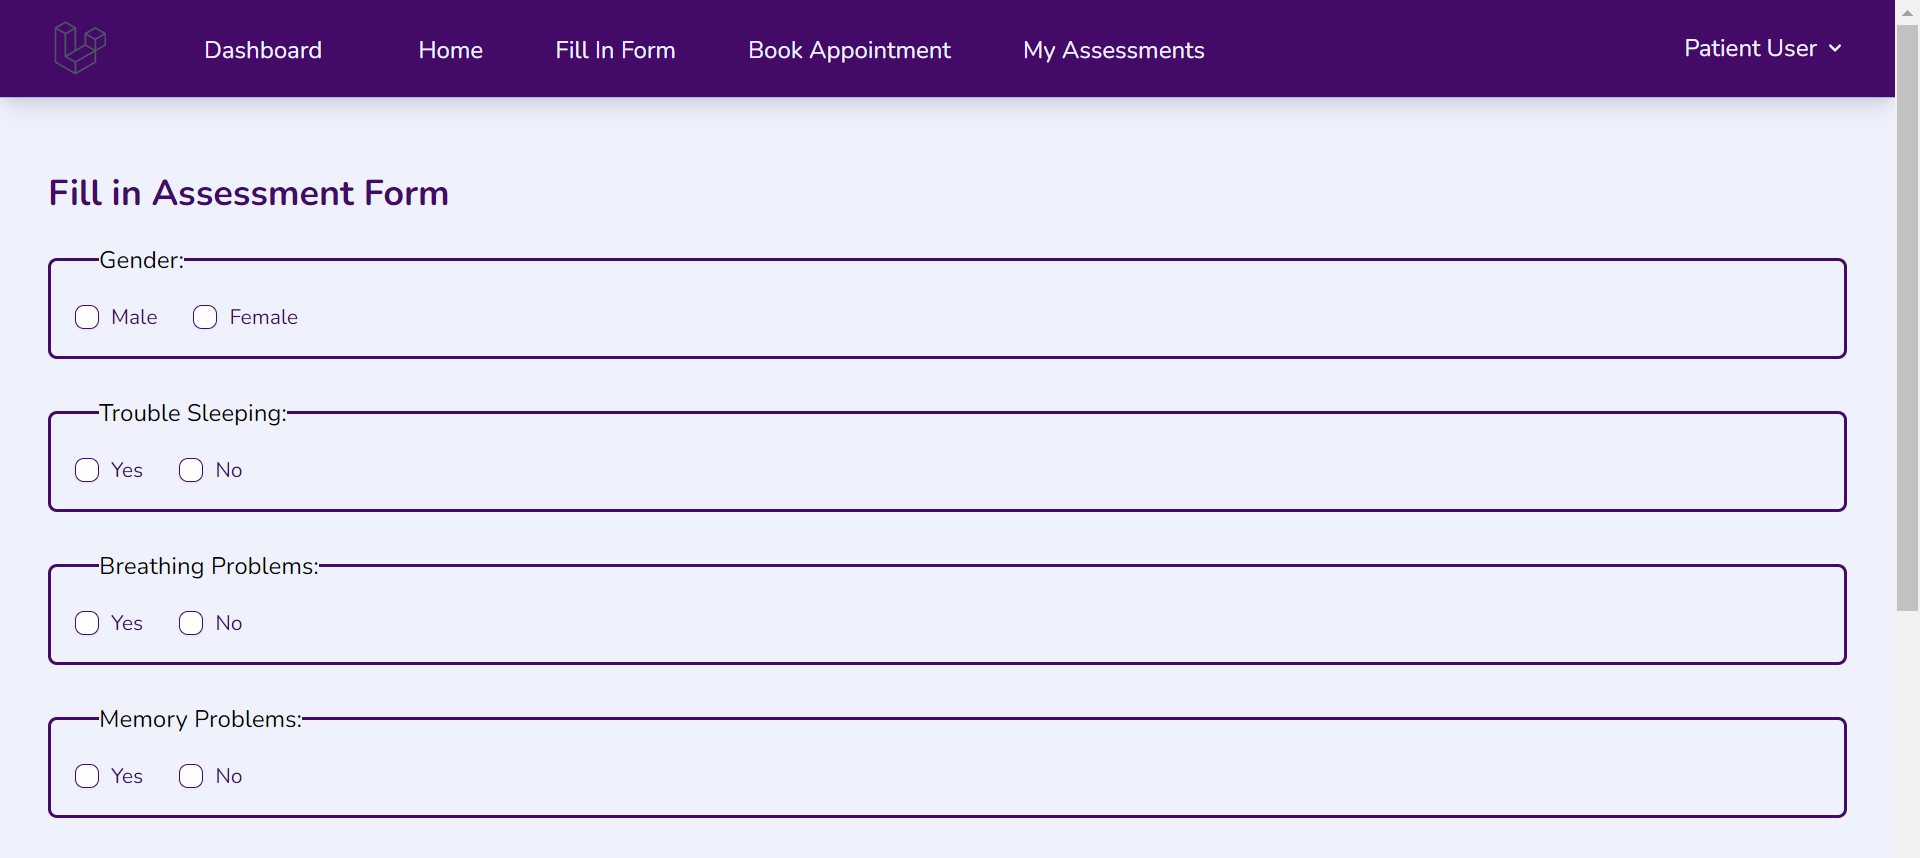 Dashboard Home Fill In Form Book Appointment My Assessments Patient User
Fill in Assessment Form
Gender:
Male Female
Trouble Sleeping:
Yes No
Breathing Problems:
Yes No
Memory Problems:
Yes No